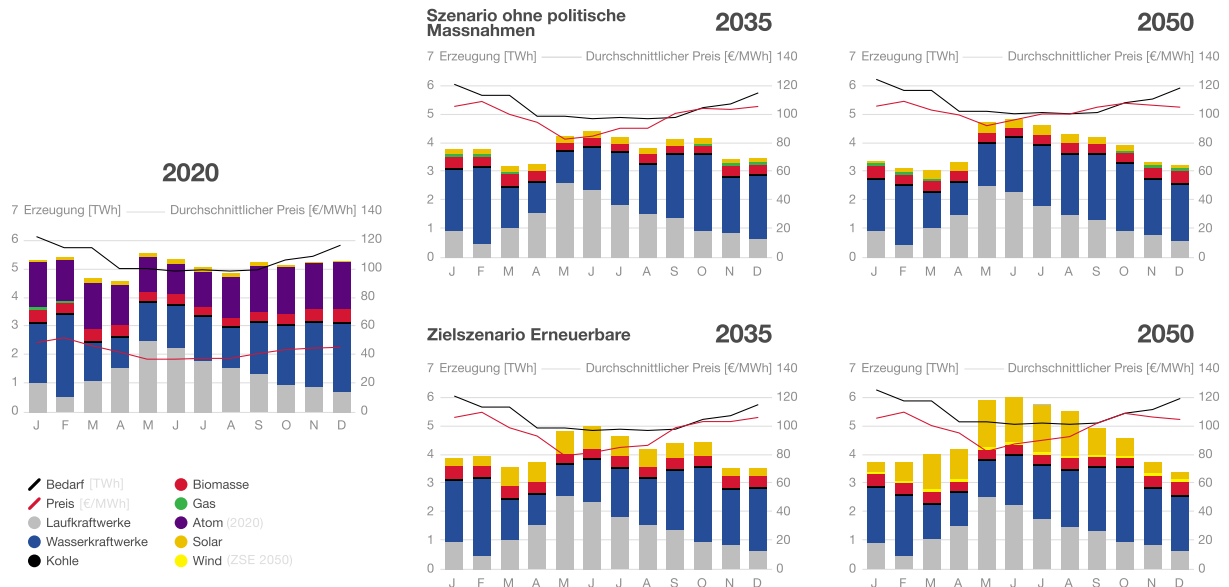 Szenario ohne politische
Massnahmen
2035
2050
7 Erzeugung [TWh] Durchschnittlicher Preis [€/MWh] 140
7 Erzeugung [TWh] Durchschnittlicher Preis [€/MWh] 140
6 120 6 120
5 100 5 100
4 80 4 80
3 60 3 60
2 40 2 40
1 20 1 20
0 0 0 0
J F M A M J J A S O N D
J F M A M J J A S O N D
2020
7 Erzeugung [TWh] Durchschnittlicher Preis [€/MWh] 140
6 120
5 100
4 80
3 60
2 40
1 20
0 0
J F M A M J J A S O N D
Zielszenario Erneuerbare
2035
2050
7 Erzeugung [TWh] Durchschnittlicher Preis [€/MWh] 140
7 Erzeugung [TWh] Durchschnittlicher Preis [€/MWh] 140
6 120 6 120
5 100 5 100
4 80 4 80
3 60 3 60
2 40 2 40
1 20 1 20
0 0 0 0
J F M A M J J A S O N D
J F M A M J J A S O N D
Bedarf [TWh]
Preis [€/MWh]
Laufkraftwerke
Wasserkraftwerke
Kohle
Biomasse
Gas
Atom (2020)
Solar
Wind (ZSE 2050)